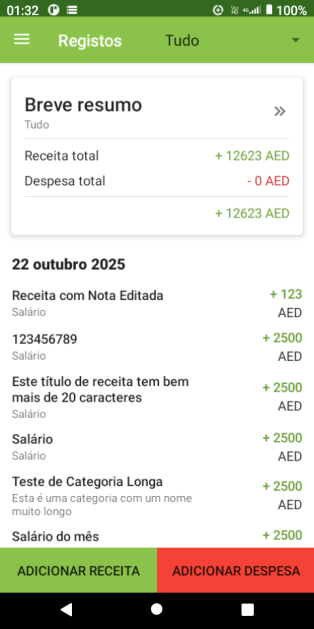 01:32 100%
Registos Tudo
Breve resumo
Tudo
Receita total + 12623 AED
Despesa total - 0 AED
+ 12623 AED
22 outubro 2025
Receita com Nota Editada + 123
Salário AED
123456789 + 2500
Salário AED
Este título de receita tem bem + 2500
mais de 20 caracteres AED
Salário
Salário + 2500
Salário AED
Teste de Categoria Longa + 2500
Esta é uma categoria com um nome AED
muito longo
Salário do mês + 2500
ADICIONAR RECEITA ADICIONAR DESPESA